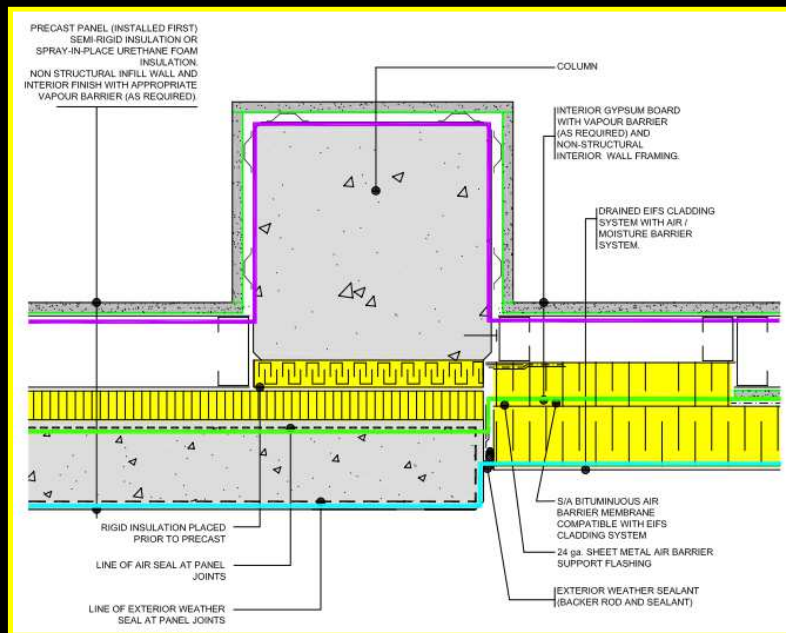 PRECAST PANEL (INSTALLED FIRST)
SEMI-RIGID INSULATION OR
SPRAY-IN-PLACE URETHANE FOAM
INSULATION.
NON STRUCTURAL INFILL WALL AND
INTERIOR FINISH WITH APPROPRIATE
VAPOUR BARRIER (AS REQUIRED)
COLUMN
INTERIOR GYPSUM BOARD
WITH VAPOUR BARRIER
(AS REQUIRED) AND
NON-STRUCTURAL
INTERIOR WALL FRAMING.
DRAINED EIFS CLADDING
SYSTEM WITH AIR /
MOISTURE BARRIER
SYSTEM.
RIGID INSULATION PLACED
PRIOR TO PRECAST
LINE OF AIR SEAL AT PANEL
JOINTS
LINE OF EXTERIOR WEATHER
SEAL AT PANEL JOINTS
S/A BITUMINUOUS AIR
BARRIER MEMBRANE
COMPATIBLE WITH EIFS
CLADDING SYSTEM
24 ga. SHEET METAL AIR BARRIER
SUPPORT FLASHING
EXTERIOR WEATHER SEALANT
(BACKER ROD AND SEALANT)